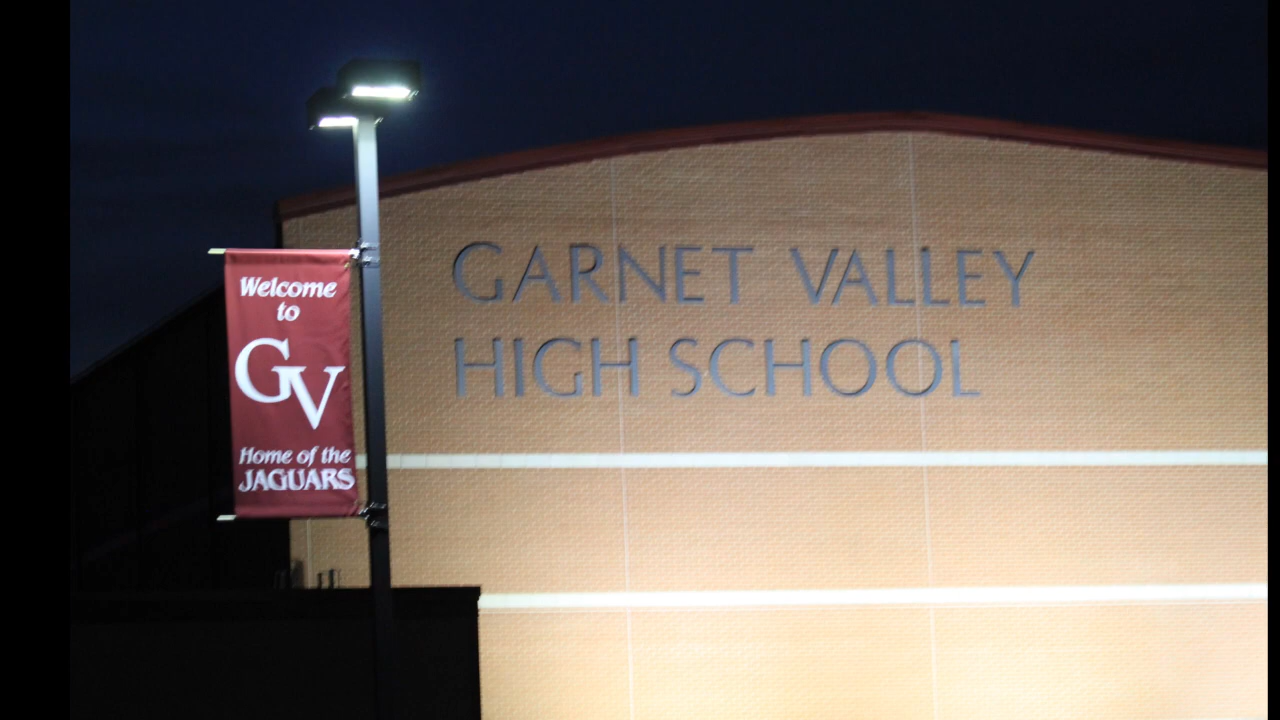 GARNET VALLEY
HIGH SCHOOL
Welcome
to
GV
Home of the
JAGUARS